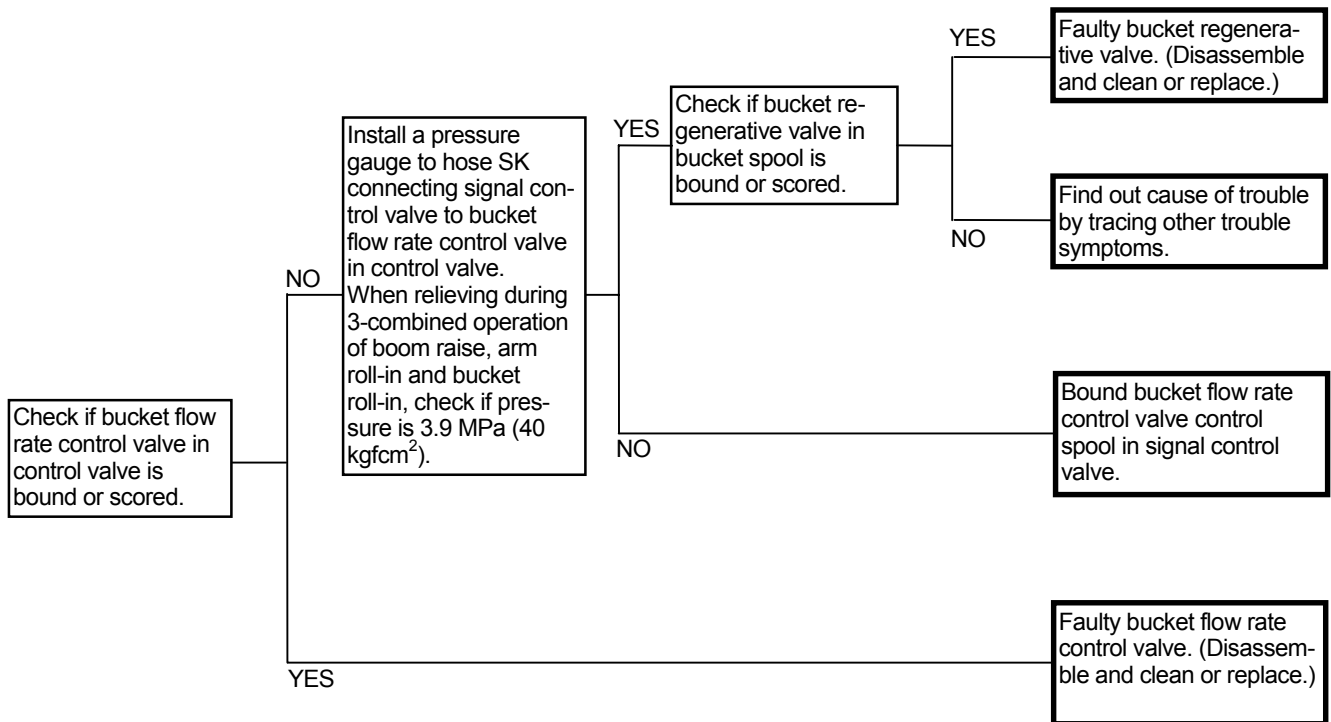 Check if bucket flow
rate control valve in
control valve is
bound or scored.
NO
Install a pressure
gauge to hose SK
connecting signal con-
trol valve to bucket
flow rate control valve
in control valve.
When relieving during
3-combined operation
of boom raise, arm
roll-in and bucket
roll-in, check if pres-
sure is 3.9 MPa (40
kgfcm²).
YES
Check if bucket re-
generative valve in
bucket spool is
bound or scored.
YES
Faulty bucket regenera-
tive valve. (Disassemble
and clean or replace.)
NO
Find out cause of trouble
by tracing other trouble
symptoms.
NO
Bound bucket flow rate
control valve control
spool in signal control
valve.
YES
Faulty bucket flow rate
control valve. (Disassem-
ble and clean or replace.)